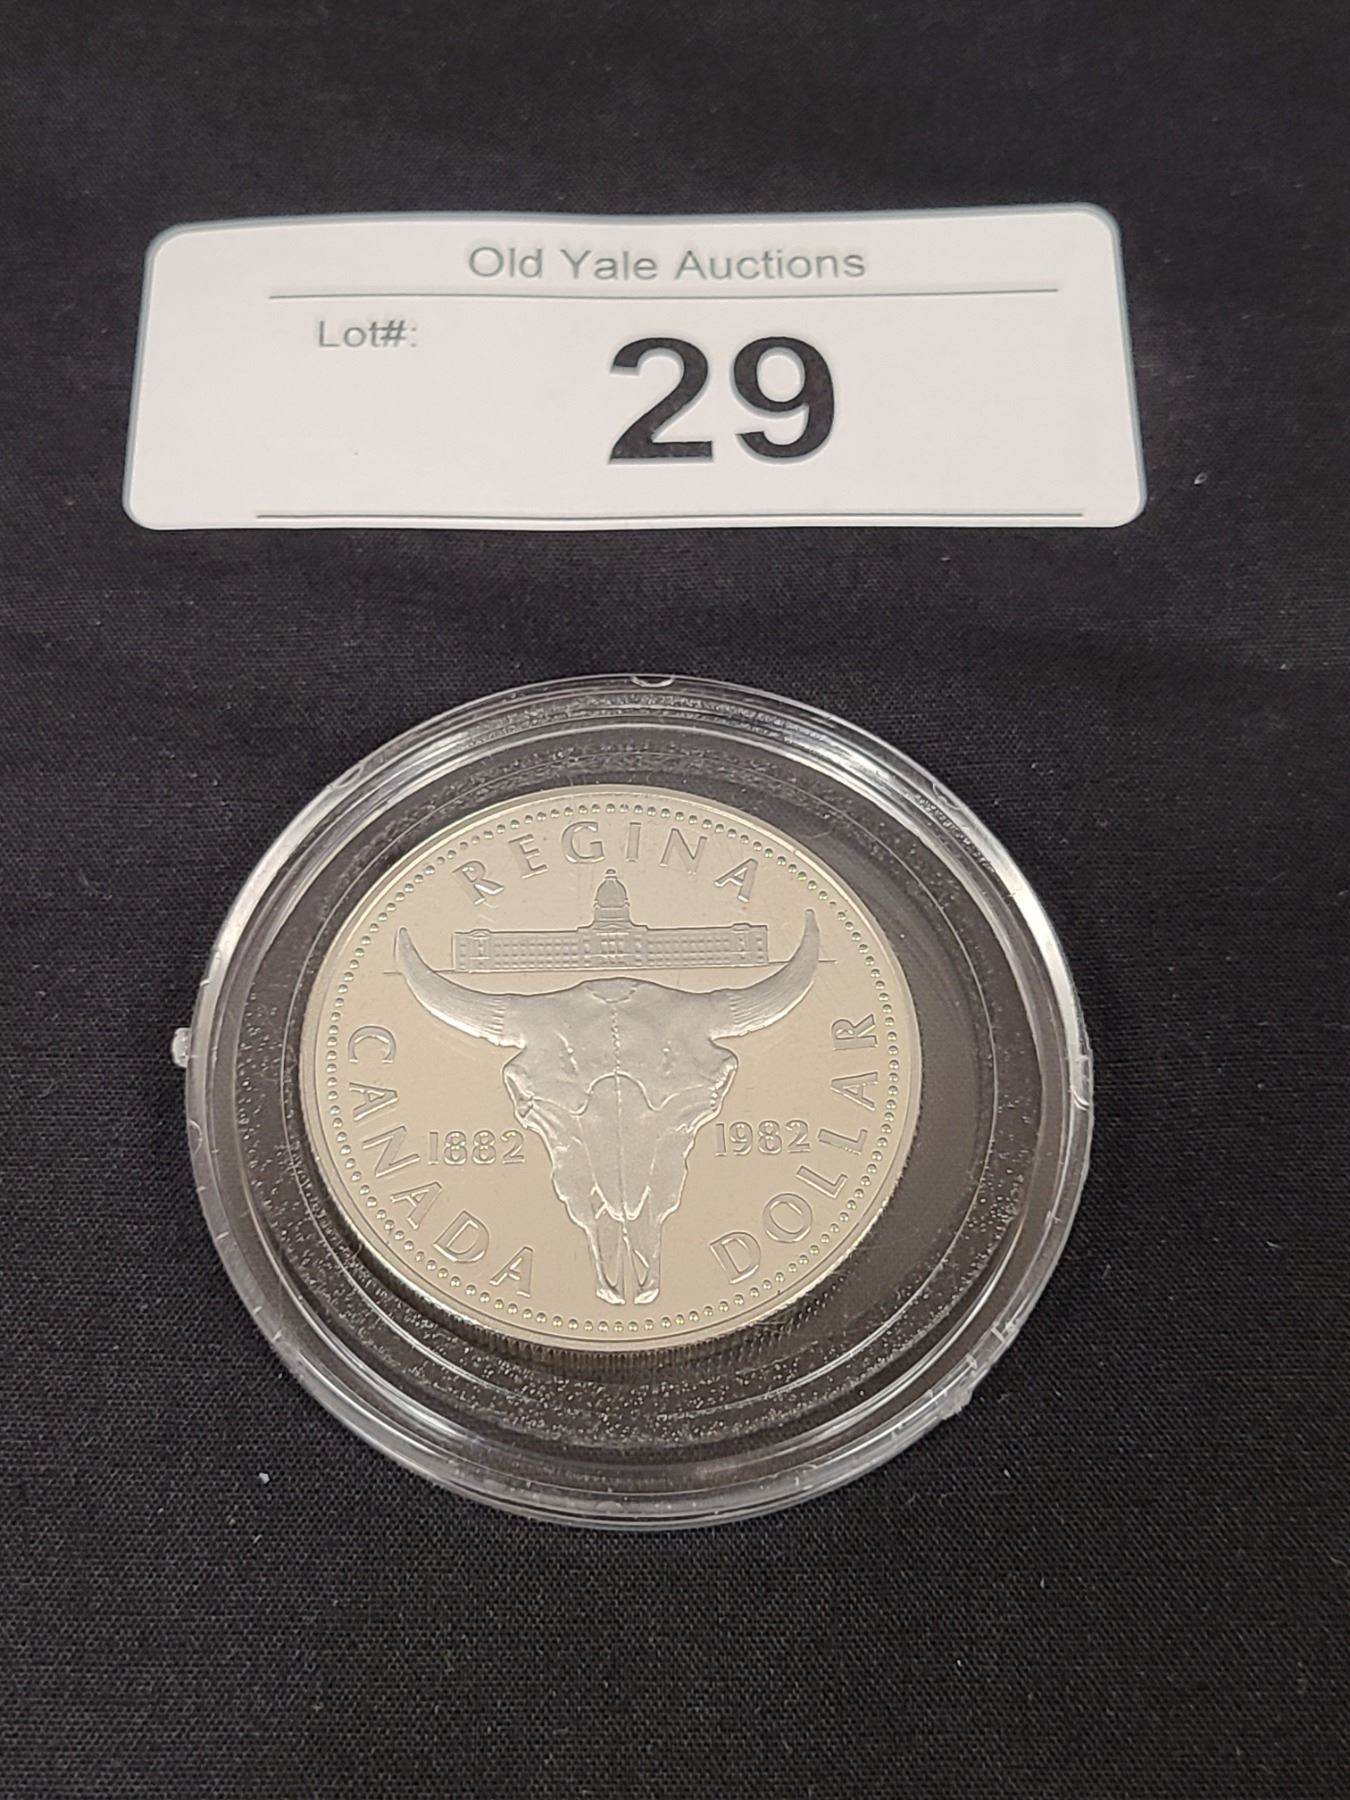 Old Yale Auctions
Lot#:
29
REGINA
CANADA
1882
1982
DOLLAR